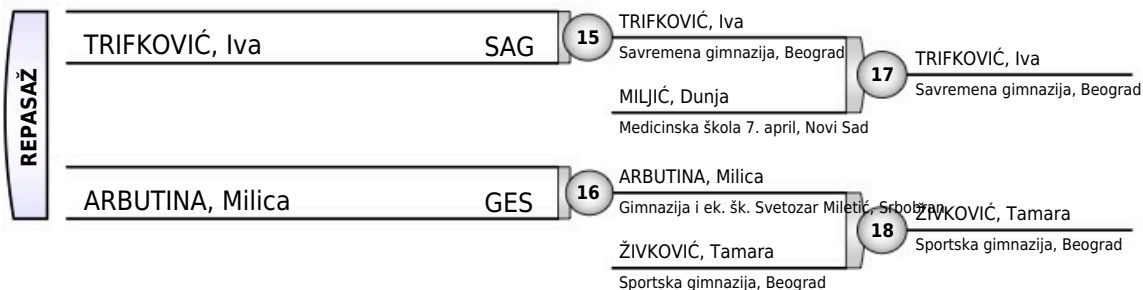 REPASAŽ
TRIFKOVIĆ, Iva SAG
15
TRIFKOVIĆ, Iva
Savremena gimnazija, Beograd
MILJIĆ, Dunja
Medicinska škola 7. april, Novi Sad
17
TRIFKOVIĆ, Iva
Savremena gimnazija, Beograd
ARBUTINA, Milica GES
16
ARBUTINA, Milica
Gimnazija i ek. šk. Svetozar Miletić, Srbobran
ŽIVKOVIĆ, Tamara
Sportska gimnazija, Beograd
18
ŽIVKOVIĆ, Tamara
Sportska gimnazija, Beograd